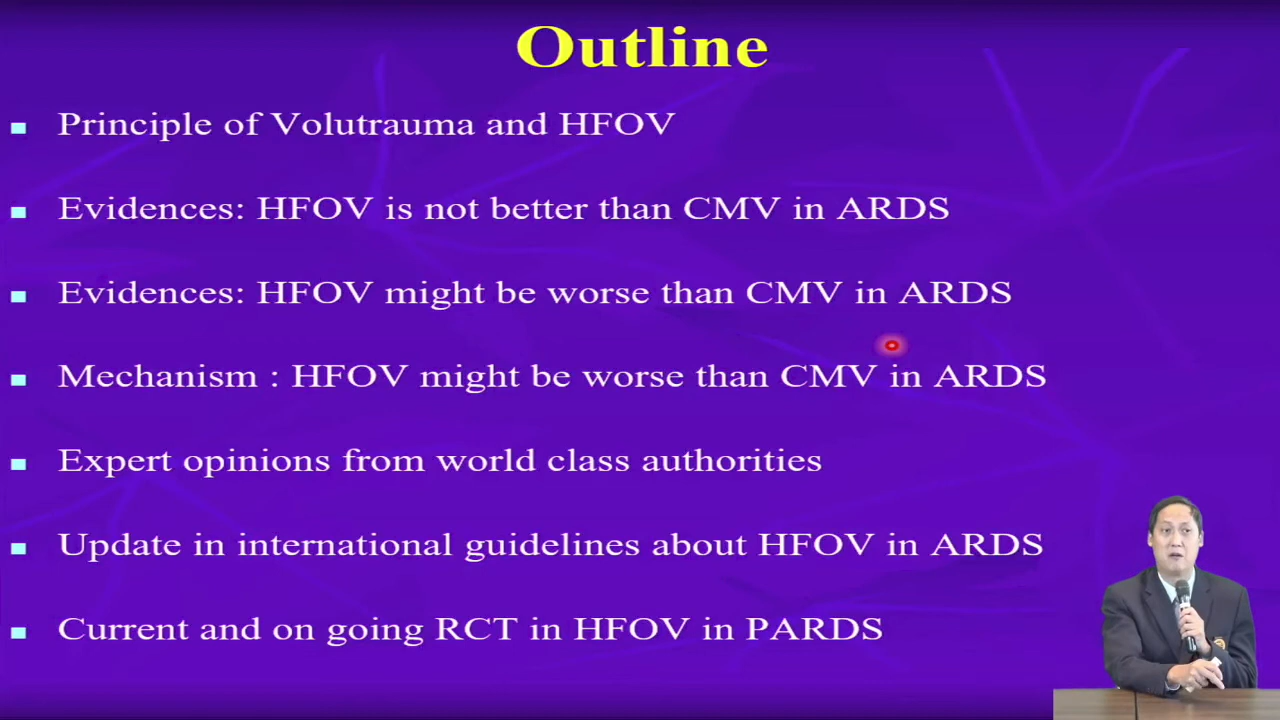 Outline
Principle of Volutrauma and HFOV
Evidences: HFOV is not better than CMV in ARDS
Evidences: HFOV might be worse than CMV in ARDS
Mechanism : HFOV might be worse than CMV in ARDS
Expert opinions from world class authorities
Update in international guidelines about HFOV in ARDS
Current and on going RCT in HFOV in PARDS